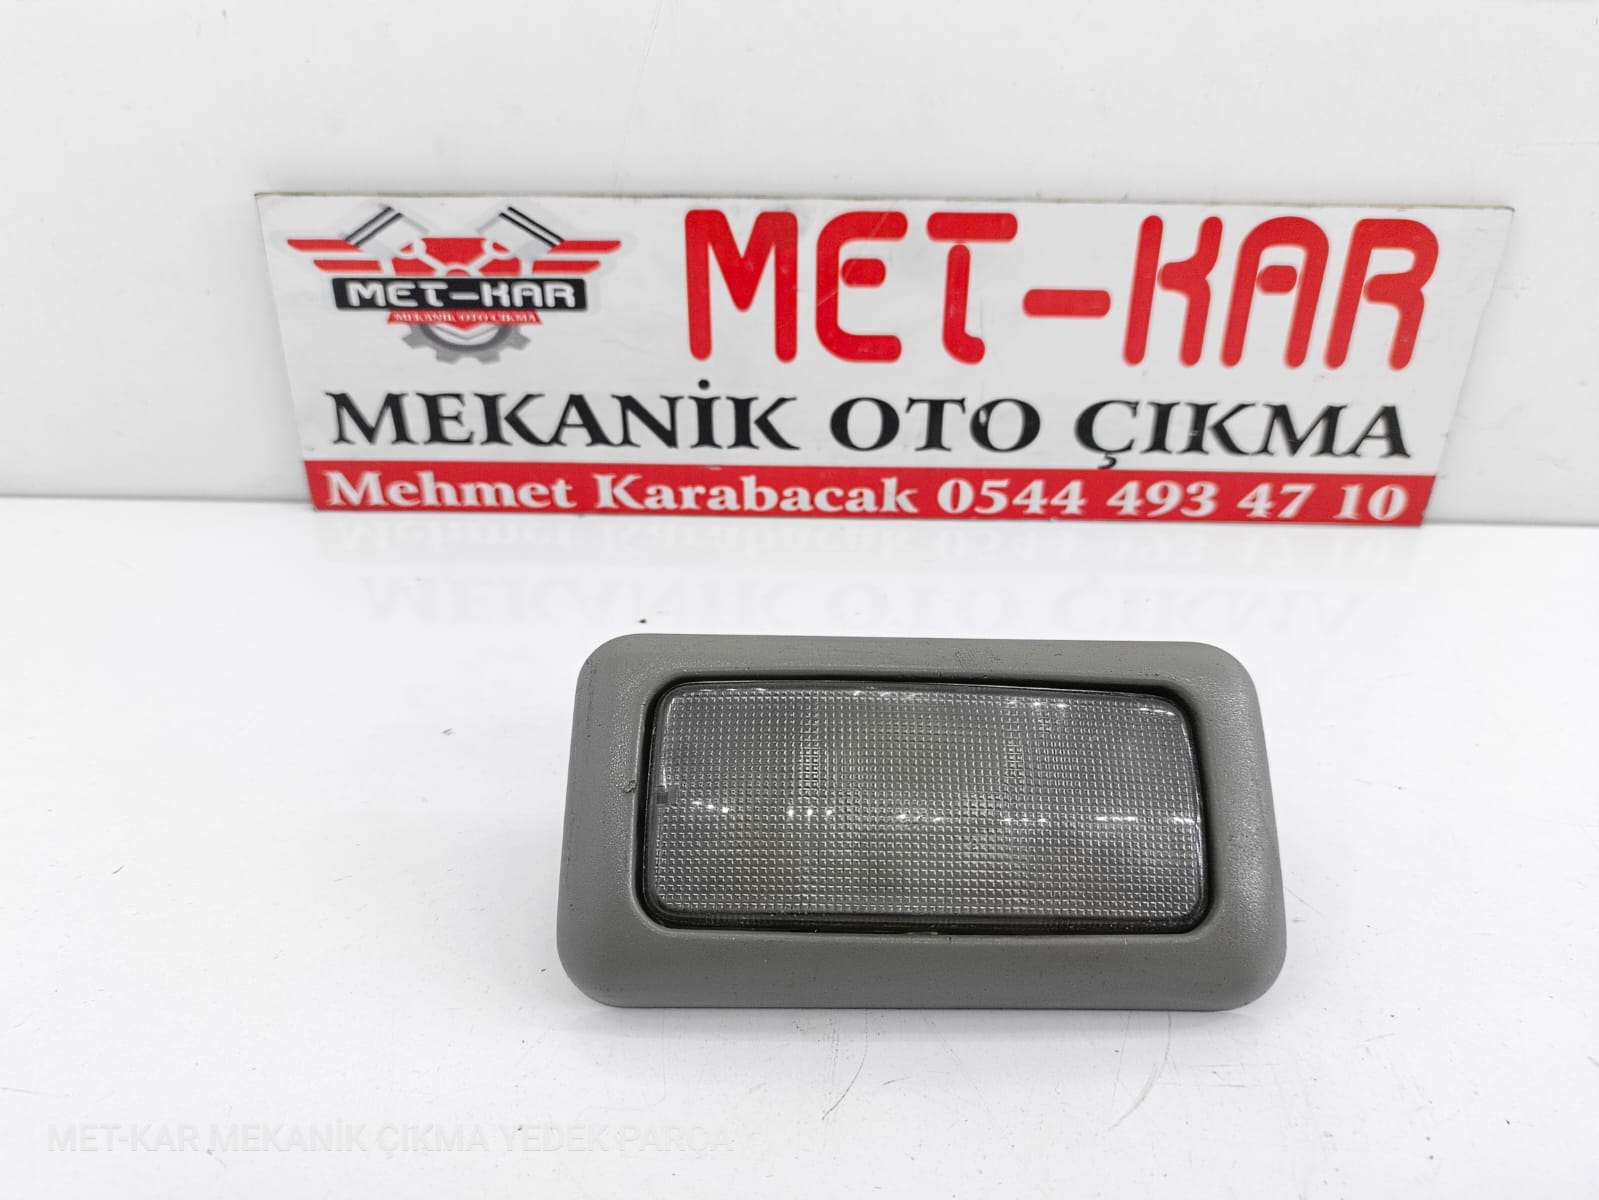 MET-KAR
MEKANİK OTO ÇIKMA
MET-KAR
MEKANİK OTO ÇIKMA
Mehmet Karabacak 0544 493 47 10
MET-KAR MEKANİK ÇIKMA YEDEK PARÇA